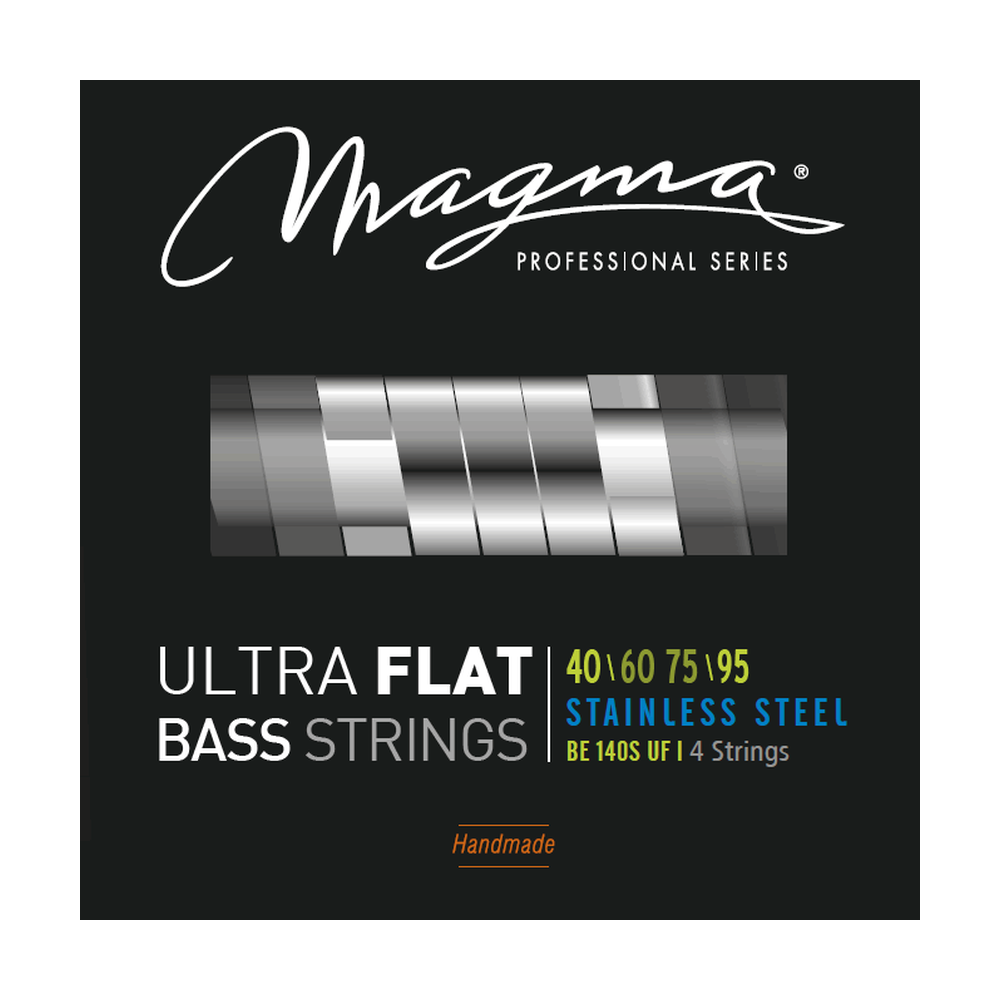 Magma®
PROFESSIONAL SERIES
ULTRA FLAT
BASS STRINGS
40\60 75\95
STAINLESS STEEL
BE 140S UF | 4 Strings
Handmade